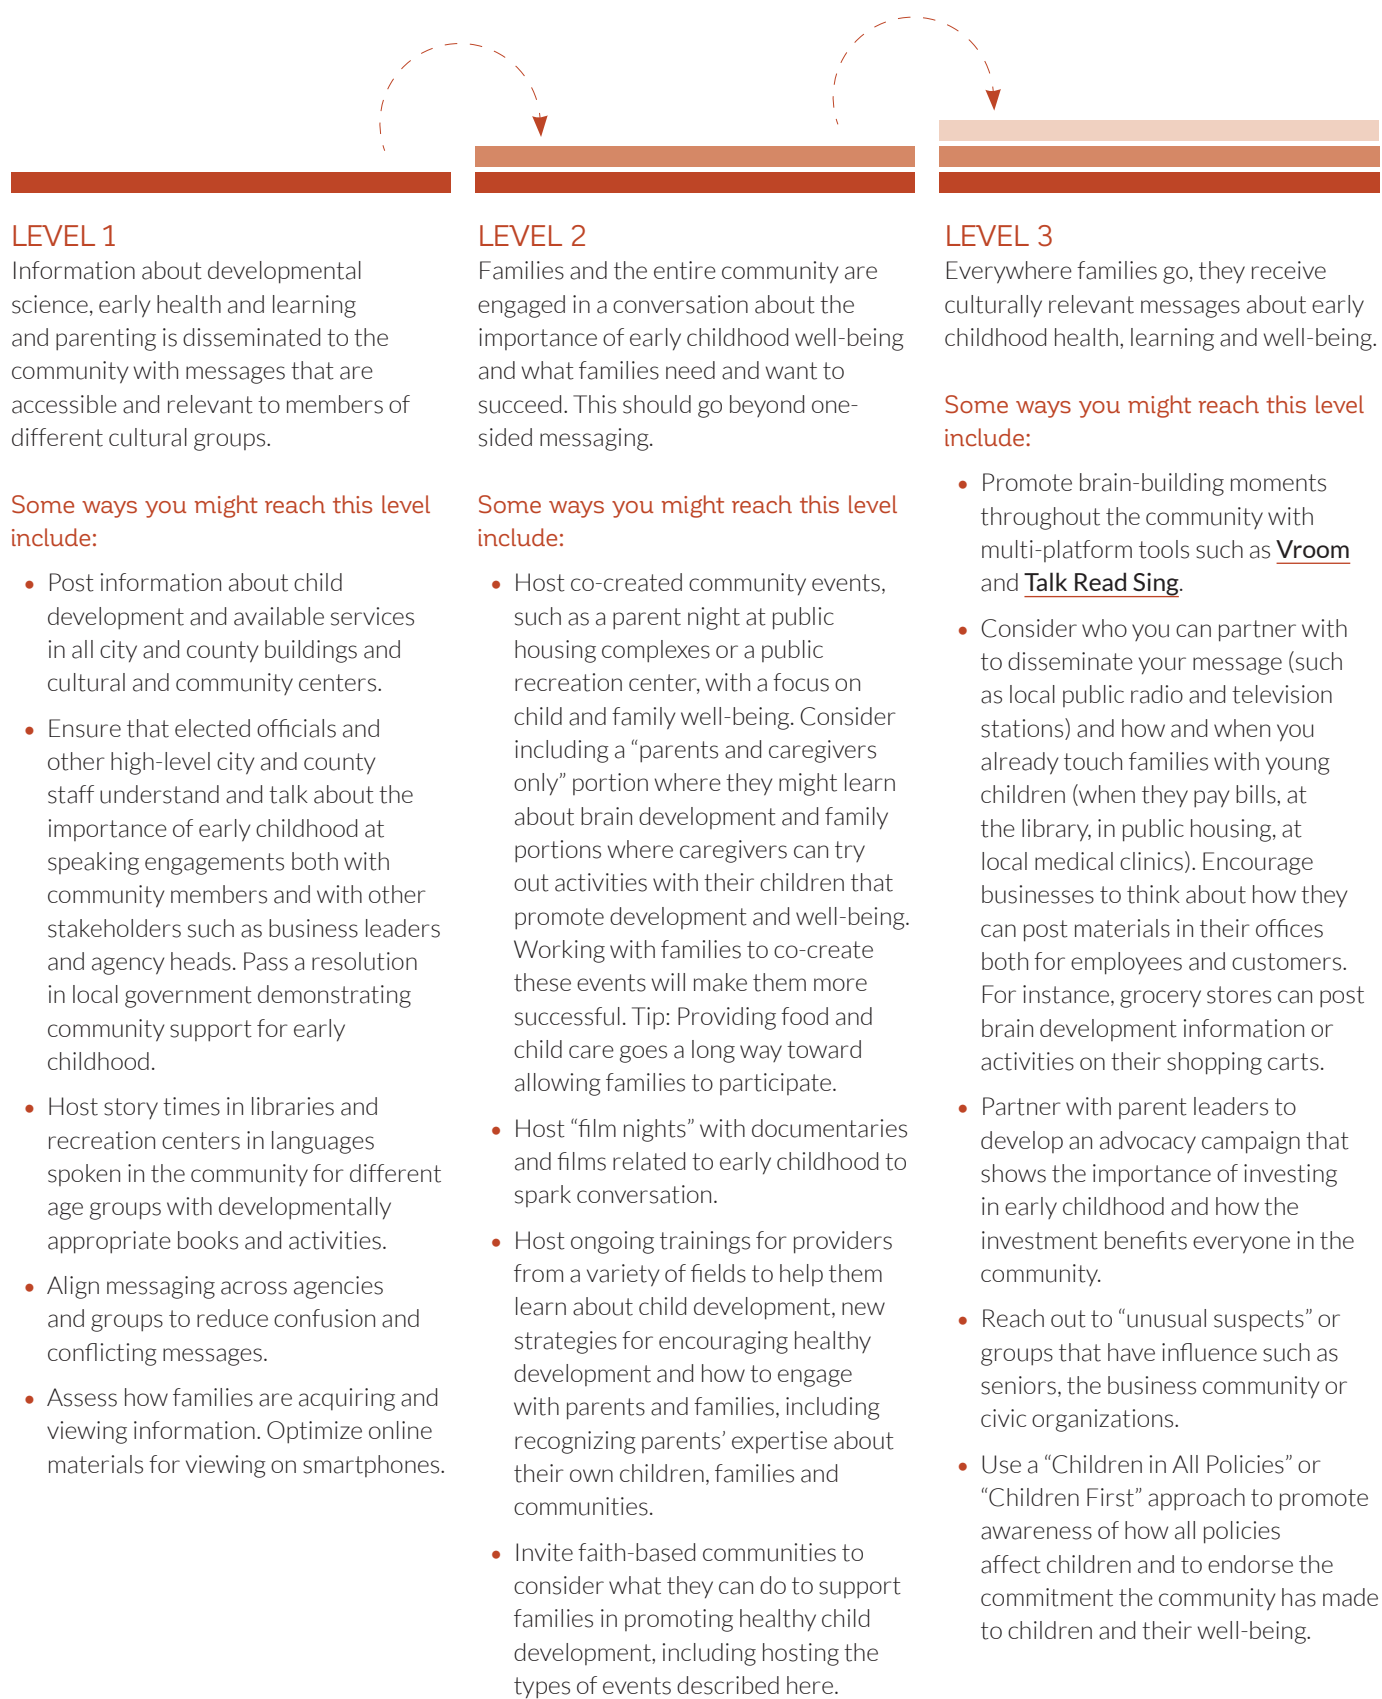 LEVEL 1
Information about developmental
science, early health and learning
and parenting is disseminated to the
community with messages that are
accessible and relevant to members of
different cultural groups.
Some ways you might reach this level
include:
• Post information about child
development and available services
in all city and county buildings and
cultural and community centers.
• Ensure that elected officials and
other high-level city and county
staff understand and talk about the
importance of early childhood at
speaking engagements both with
community members and with other
stakeholders such as business leaders
and agency heads. Pass a resolution
in local government demonstrating
community support for early
childhood.
• Host story times in libraries and
recreation centers in languages
spoken in the community for different
age groups with developmentally
appropriate books and activities.
• Align messaging across agencies
and groups to reduce confusion and
conflicting messages.
• Assess how families are acquiring and
viewing information. Optimize online
materials for viewing on smartphones.
LEVEL 2
Families and the entire community are
engaged in a conversation about the
importance of early childhood well-being
and what families need and want to
succeed. This should go beyond one-
sided messaging.
Some ways you might reach this level
include:
• Host co-created community events,
such as a parent night at public
housing complexes or a public
recreation center, with a focus on
child and family well-being. Consider
including a “parents and caregivers
only” portion where they might learn
about brain development and family
portions where caregivers can try
out activities with their children that
promote development and well-being.
Working with families to co-create
these events will make them more
successful. Tip: Providing food and
child care goes a long way toward
allowing families to participate.
• Host “film nights” with documentaries
and films related to early childhood to
spark conversation.
• Host ongoing trainings for providers
from a variety of fields to help them
learn about child development, new
strategies for encouraging healthy
development and how to engage
with parents and families, including
recognizing parents’ expertise about
their own children, families and
communities.
• Invite faith-based communities to
consider what they can do to support
families in promoting healthy child
development, including hosting the
types of events described here.
LEVEL 3
Everywhere families go, they receive
culturally relevant messages about early
childhood health, learning and well-being.
Some ways you might reach this level
include:
• Promote brain-building moments
throughout the community with
multi-platform tools such as Vroom
and Talk Read Sing.
• Consider who you can partner with
to disseminate your message (such
as local public radio and television
stations) and how and when you
already touch families with young
children (when they pay bills, at
the library, in public housing, at
local medical clinics). Encourage
businesses to think about how they
can post materials in their offices
both for employees and customers.
For instance, grocery stores can post
brain development information or
activities on their shopping carts.
• Partner with parent leaders to
develop an advocacy campaign that
shows the importance of investing
in early childhood and how the
investment benefits everyone in the
community.
• Reach out to “unusual suspects” or
groups that have influence such as
seniors, the business community or
civic organizations.
• Use a “Children in All Policies” or
“Children First” approach to promote
awareness of how all policies
affect children and to endorse the
commitment the community has made
to children and their well-being.